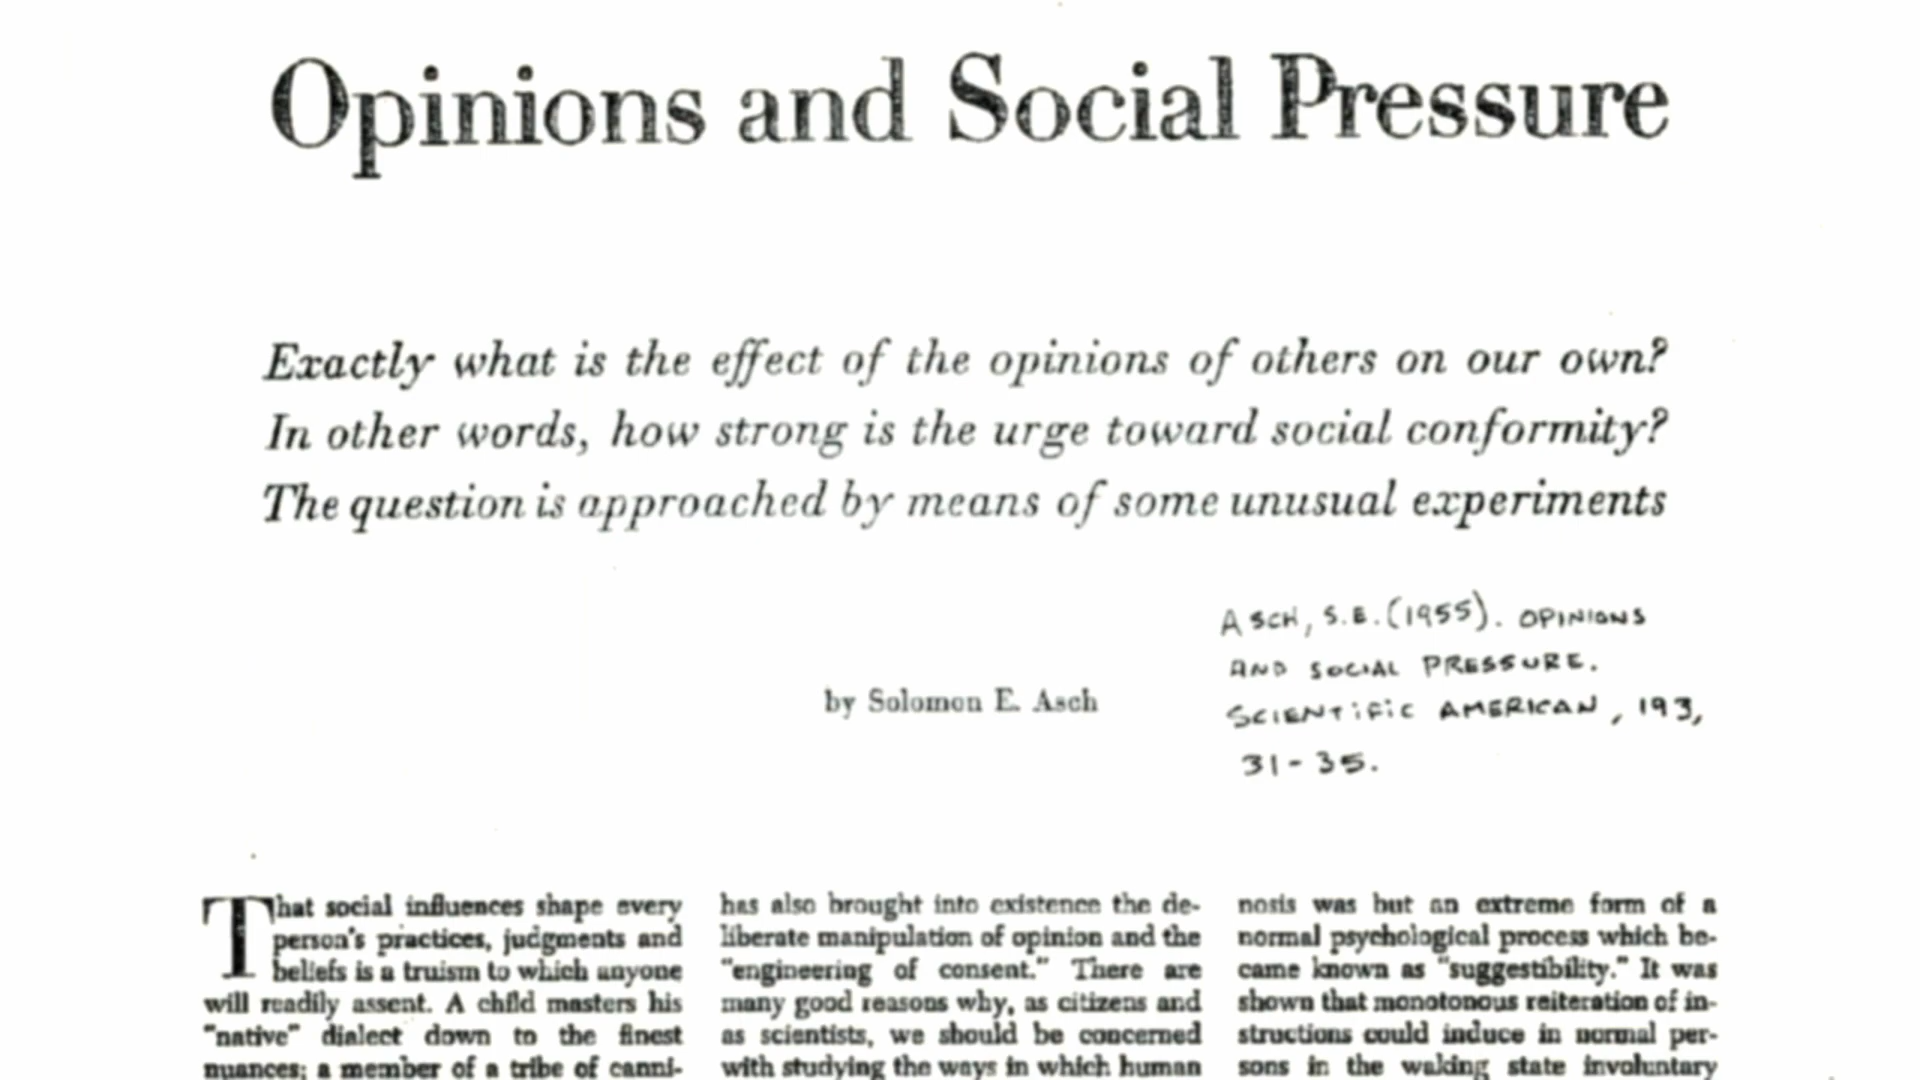 Opinions and Social Pressure
Exactly what is the effect of the opinions of others on our own?
In other words, how strong is the urge toward social conformity?
The question is approached by means of some unusual experiments
by Solomon E. Asch
ASCH, S.E. (1955). OPINIONS
AND SOCIAL PRESSURE.
SCIENTIFIC AMERICAN, 193,
31-35.
That social influences shape every
person's practices, judgments and
beliefs is a truism to which anyone
will readily assent. A child masters his
"native" dialect down to the finest
nuances; a member of a tribe of canni-
has also brought into existence the de-
liberate manipulation of opinion and the
"engineering of consent." There are
many good reasons why, as citizens and
as scientists, we should be concerned
with studying the ways in which human
nosis was but an extreme form of a
normal psychological process which be-
came known as "suggestibility." It was
shown that monotonous reiteration of in-
structions could induce in normal per-
sons in the waking state involuntary